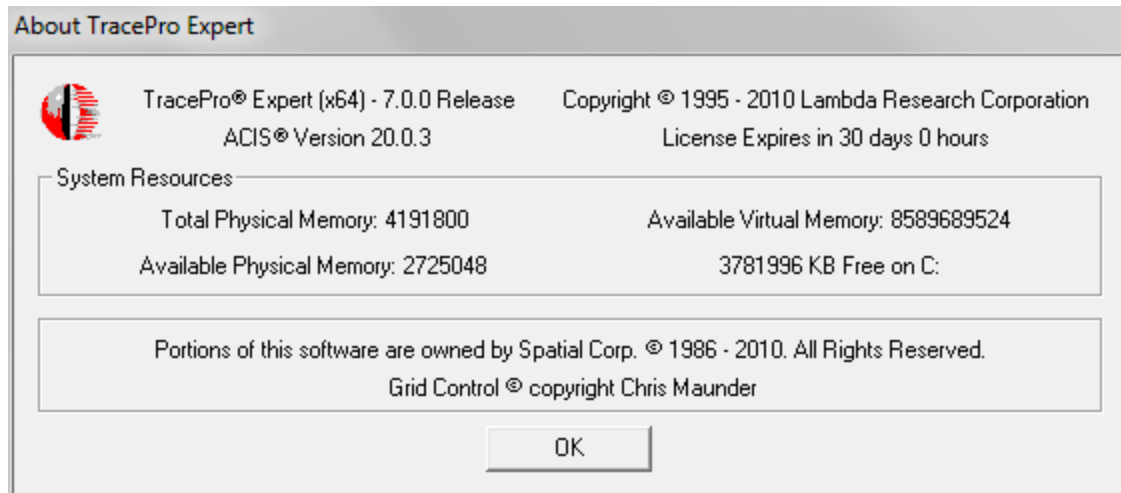 About TracePro Expert
TracePro® Expert (x64) - 7.0.0 Release
Copyright © 1995 - 2010 Lambda Research Corporation
ACIS® Version 20.0.3
License Expires in 30 days 0 hours
System Resources
Total Physical Memory: 4191800
Available Virtual Memory: 8589689524
Available Physical Memory: 2725048
3781996 KB Free on C:
Portions of this software are owned by Spatial Corp. © 1986 - 2010. All Rights Reserved.
Grid Control © copyright Chris Maunder
OK